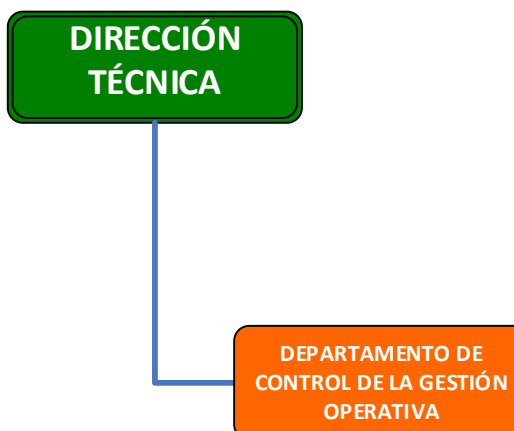 DIRECCIÓN
TÉCNICA
DEPARTAMENTO DE
CONTROL DE LA GESTIÓN
OPERATIVA